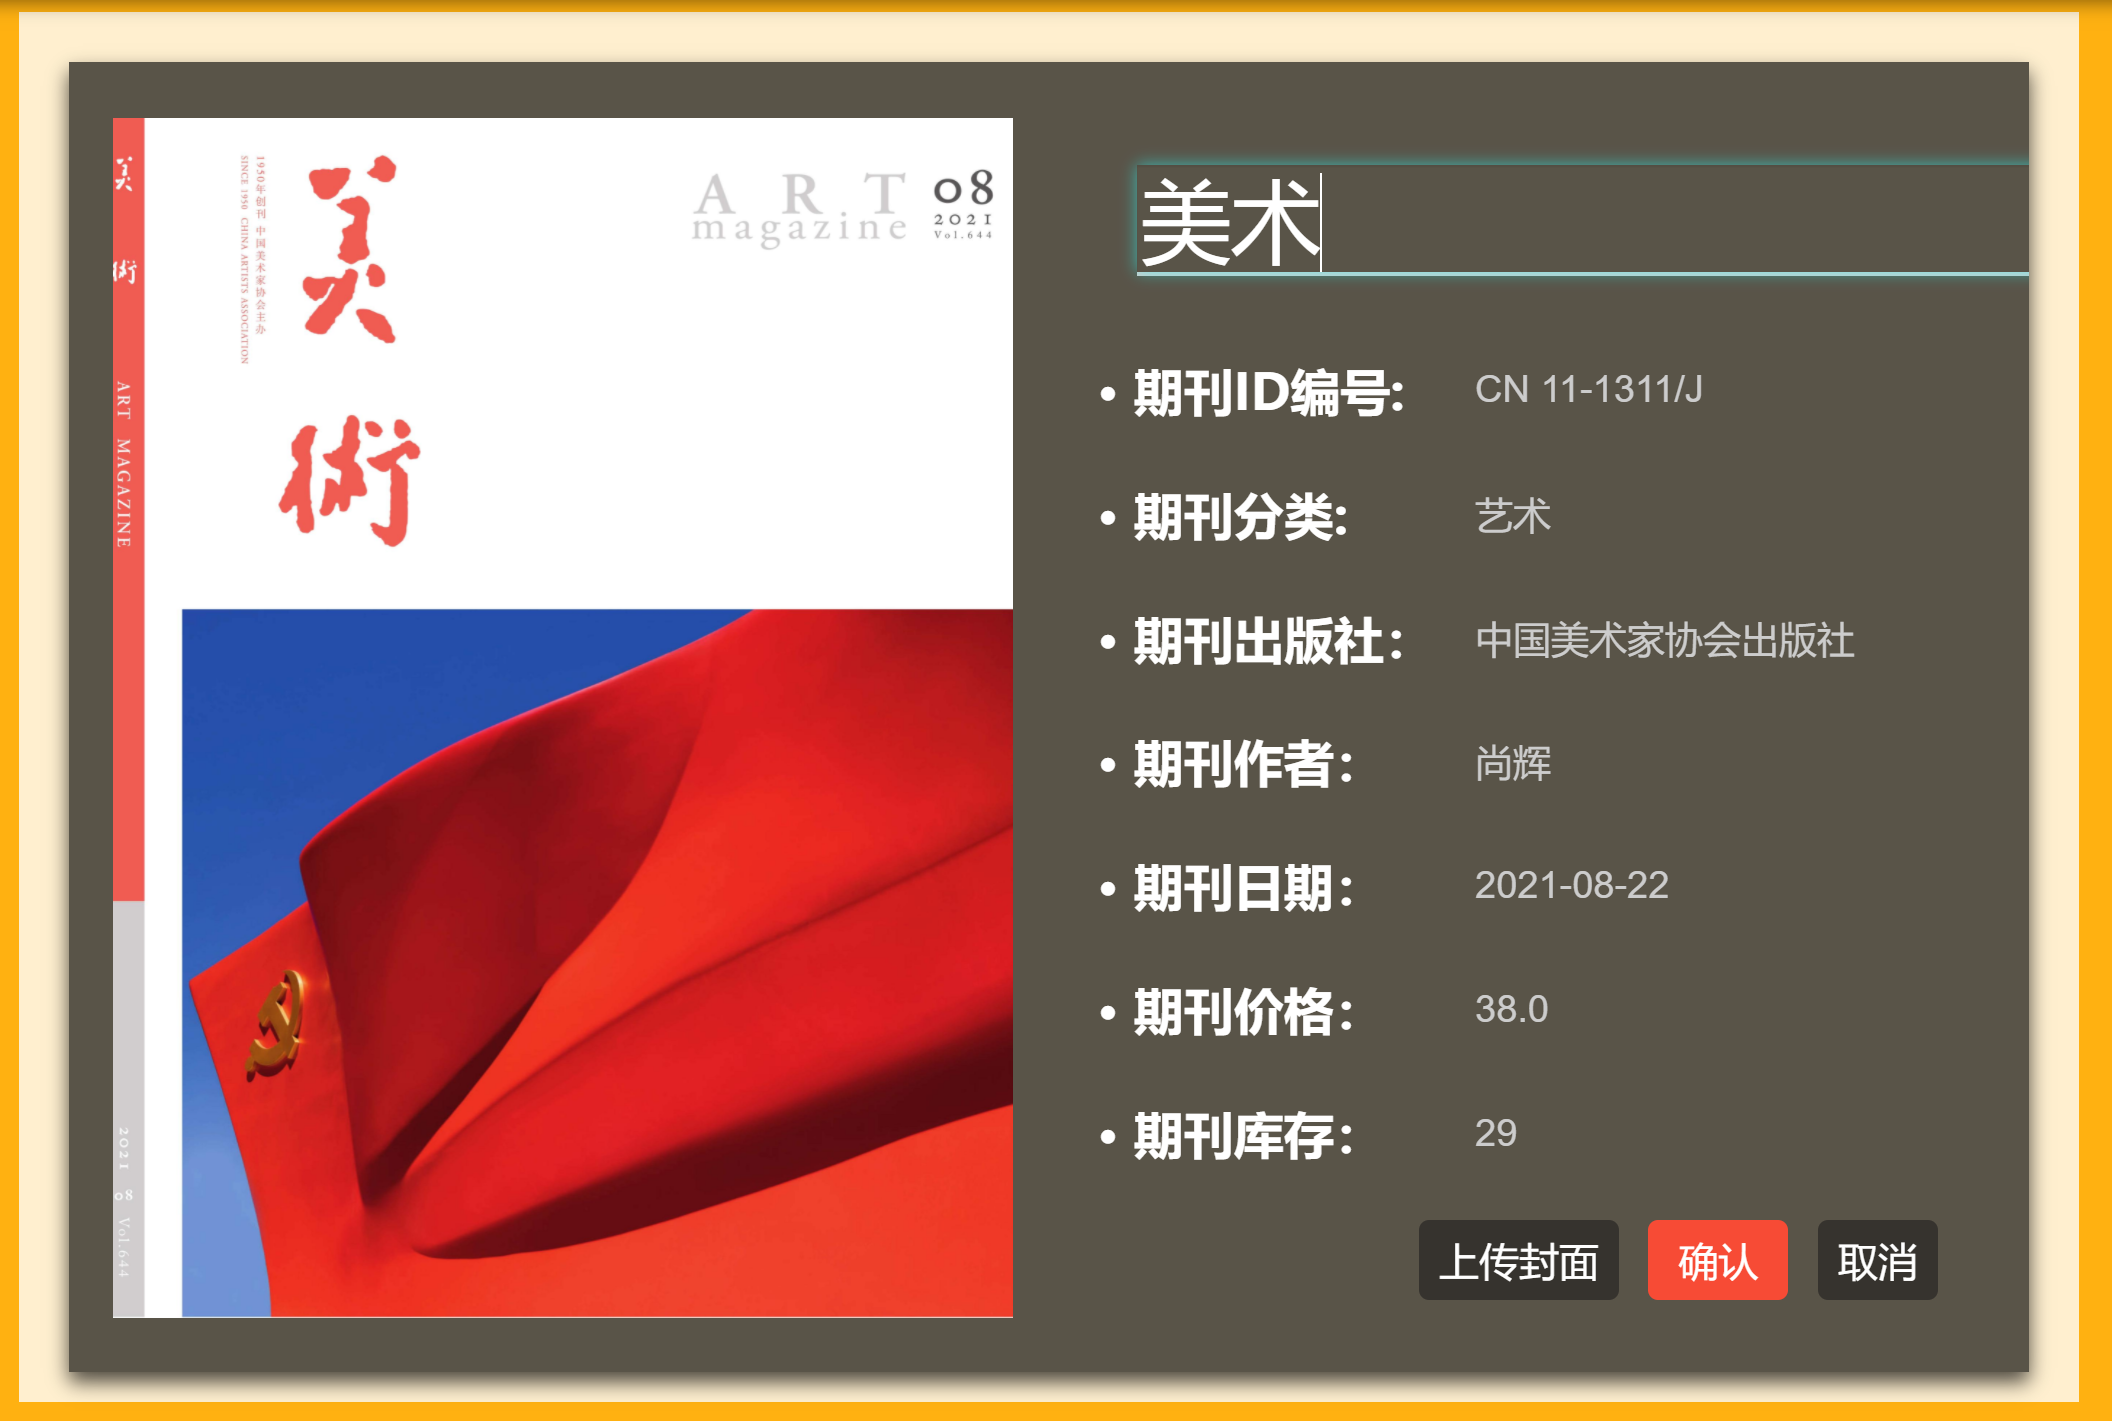 美
術
ART MAGAZINE
2021 08 Vol.644
1950年创刊 中国美术家协会主办
SINCE 1950 CHINA ARTISTS ASSOCIATION
美
術
ART 08
magazine 2021
Vol.644
美术
• 期刊ID编号: CN 11-1311/J
• 期刊分类: 艺术
• 期刊出版社： 中国美术家协会出版社
• 期刊作者： 尚辉
• 期刊日期： 2021-08-22
• 期刊价格： 38.0
• 期刊库存： 29
上传封面 确认 取消